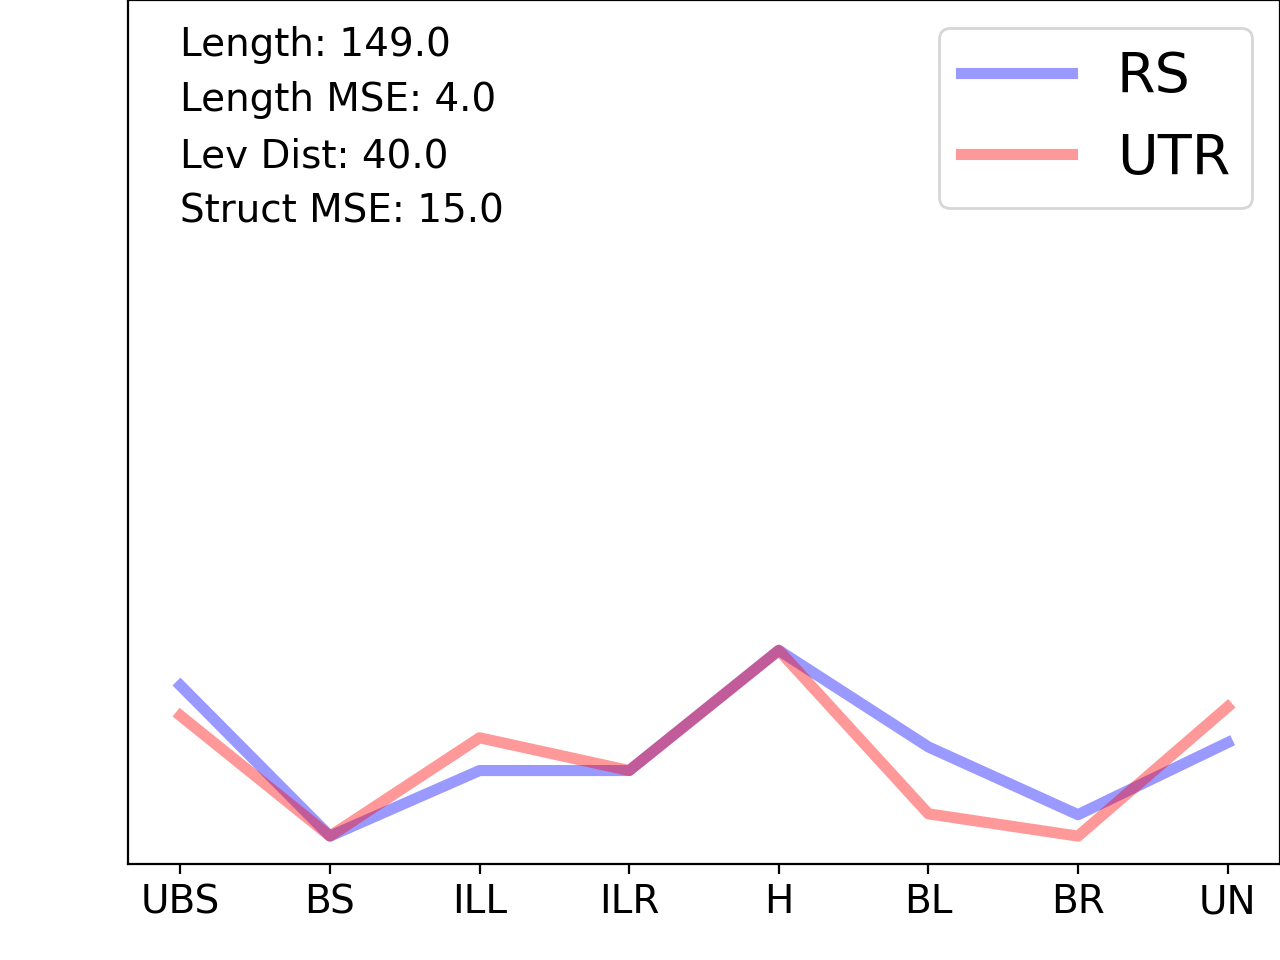 Length: 149.0
Length MSE: 4.0
Lev Dist: 40.0
Struct MSE: 15.0
RS
UTR
UBS BS ILL ILR H BL BR UN